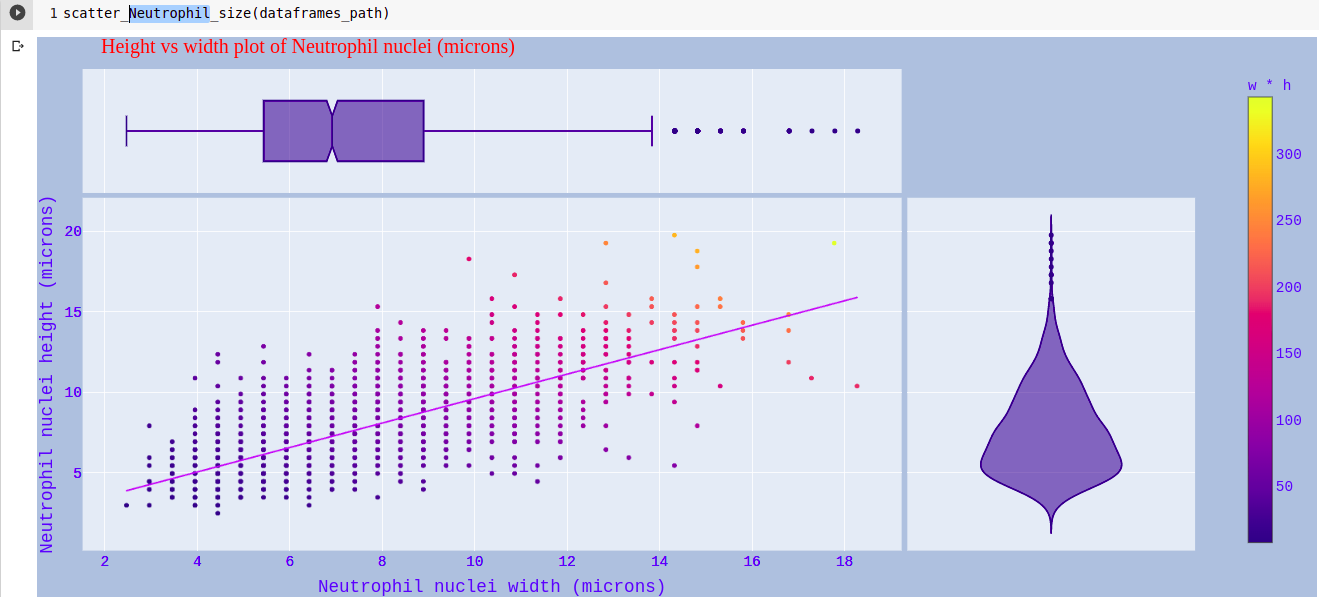 1 scatter_Neutrophil_size(dataframes_path)
Height vs width plot of Neutrophil nuclei (microns)
w * h
300
250
200
150
100
50
Neutrophil nuclei height (microns)
20
15
10
5
2 4 6 8 10 12 14 16 18
Neutrophil nuclei width (microns)